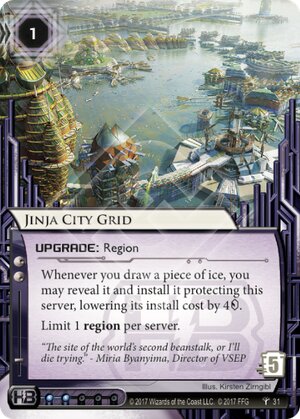 1
JINJA CITY GRID
UPGRADE: Region
Whenever you draw a piece of ice, you
may reveal it and install it protecting this
server, lowering its install cost by 4.
Limit 1 region per server.
"The site of the world's second beanstalk, or I'll
die trying." - Miria Byanyima, Director of VSEP
5
Illus. Kirsten Zirngibl
HB
© 2017 Wizards of the Coast LLC. © 2017 FFG
31